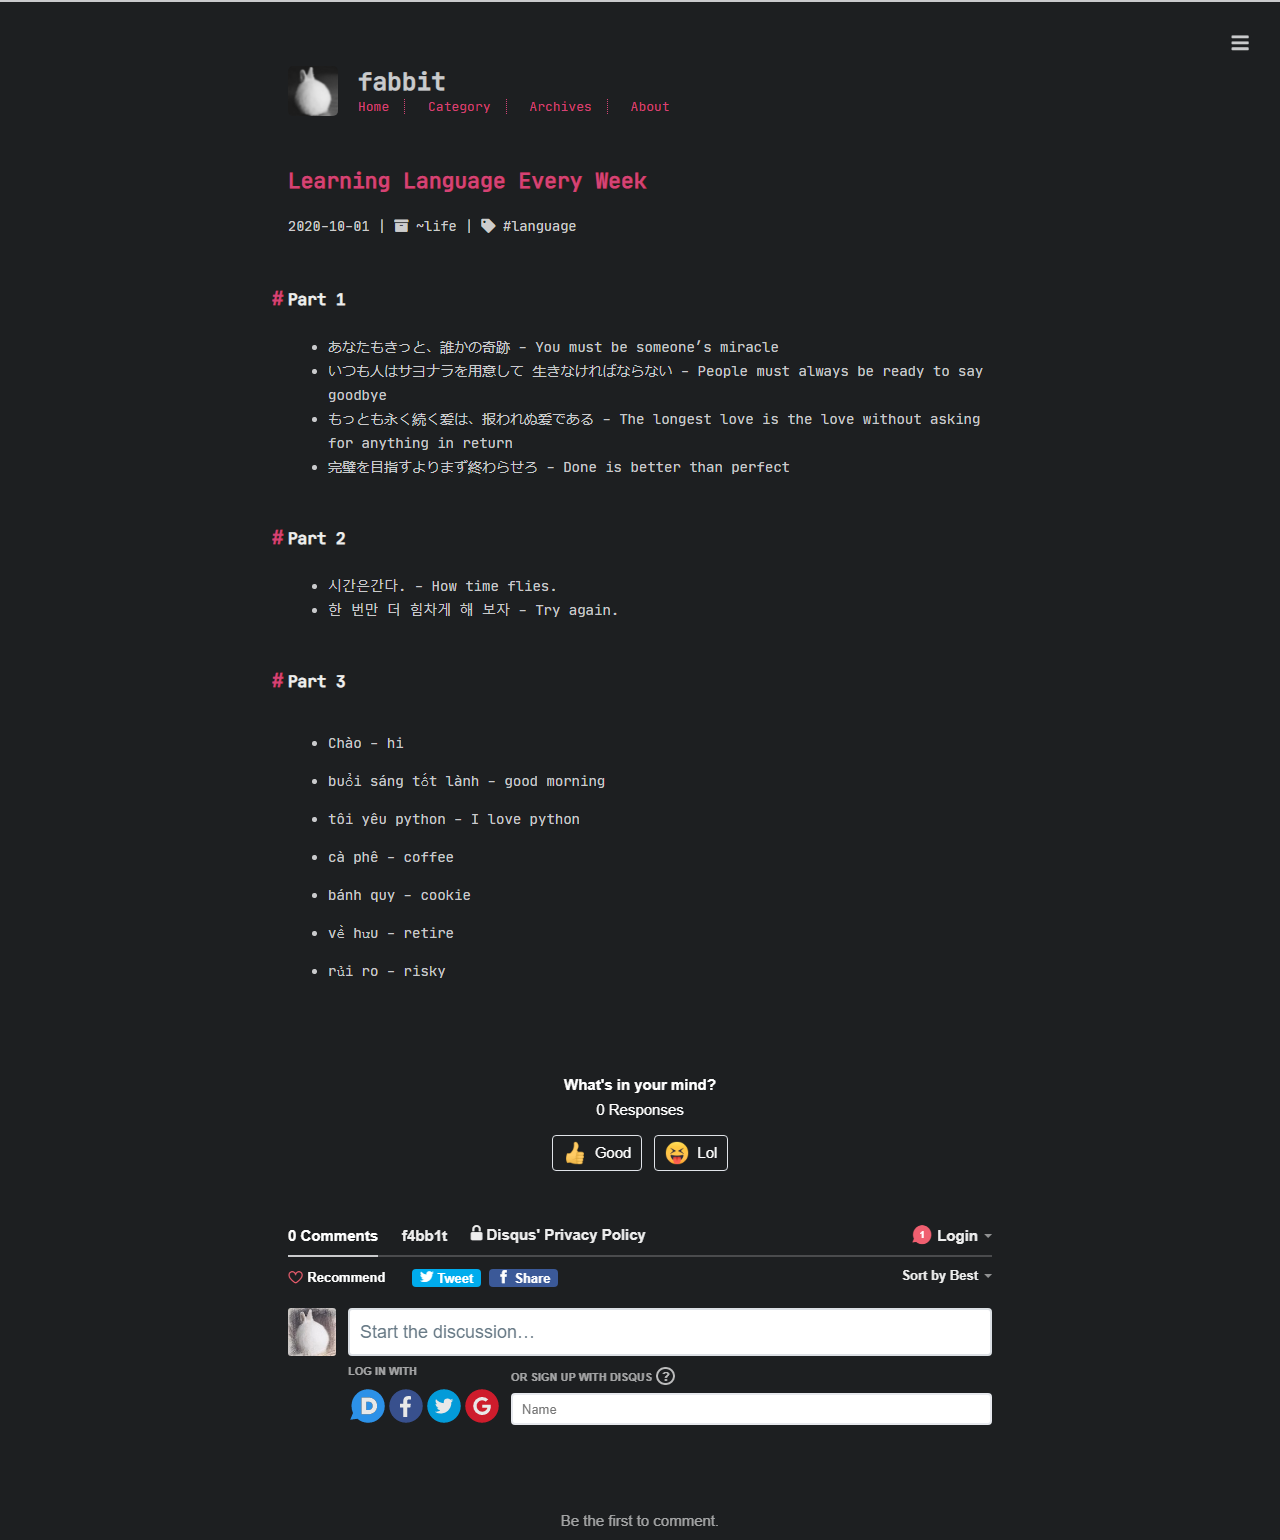 fabbit
Home Category Archives About
Learning Language Every Week
2020-10-01 | ~life | #language
# Part 1
あなたもきっと、誰かの奇跡 - You must be someone’s miracle
いつも人はサヨナラを用意して 生きなければならない - People must always be ready to say
goodbye
もっとも永く続く爱は、报われぬ爱である - The longest love is the love without asking
for anything in return
完璧を目指すよりまず終わらせろ - Done is better than perfect
# Part 2
시간은간다. - How time flies.
한 번만 더 힘차게 해 보자 - Try again.
# Part 3
Chào - hi
buổi sáng tốt lành - good morning
tôi yêu python - I love python
cà phê - coffee
bánh quy - cookie
về hưu - retire
rủi ro - risky
What's in your mind?
0 Responses
Good Lol
0 Comments f4bb1t Disqus' Privacy Policy 1 Login
Recommend Tweet Share Sort by Best
Start the discussion…
LOG IN WITH
OR SIGN UP WITH DISQUS ?
Name
Be the first to comment.